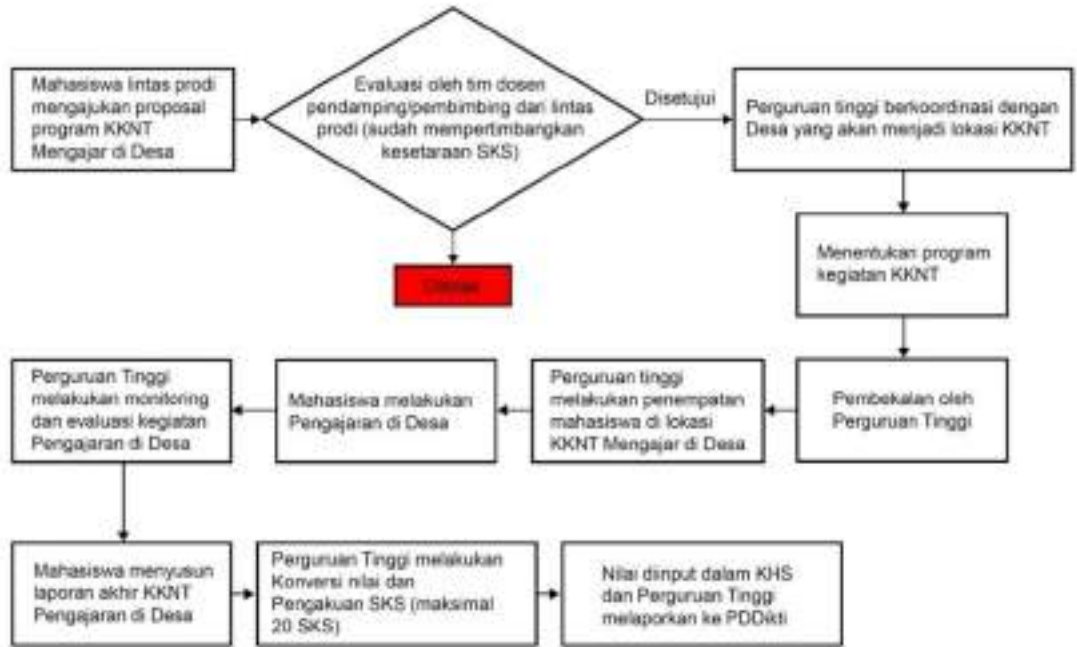 Mahasiswa lintas prodi
mengajukan proposal
program KKNT
Mengajar di Desa
Evaluasi oleh tim dosen
pendamping/pembimbing dari lintas
prodi (sudah mempertimbangkan
kesetaraan SKS)
Disetujui
Perguruan tinggi berkoordinasi dengan
Desa yang akan menjadi lokasi KKNT
Menentukan program
kegiatan KKNT
Pembekalan oleh
Perguruan Tinggi
Perguruan tinggi
melakukan penempatan
mahasiswa di lokasi
KKNT Mengajar di Desa
Mahasiswa melakukan
Pengajaran di Desa
Perguruan Tinggi
melakukan monitoring
dan evaluasi kegiatan
Pengajaran di Desa
Mahasiswa menyusun
laporan akhir KKNT
Pengajaran di Desa
Perguruan Tinggi melakukan
Konversi nilai dan
Pengakuan SKS (maksimal
20 SKS)
Nilai diinput dalam KHS
dan Perguruan Tinggi
melaporkan ke PDDikti